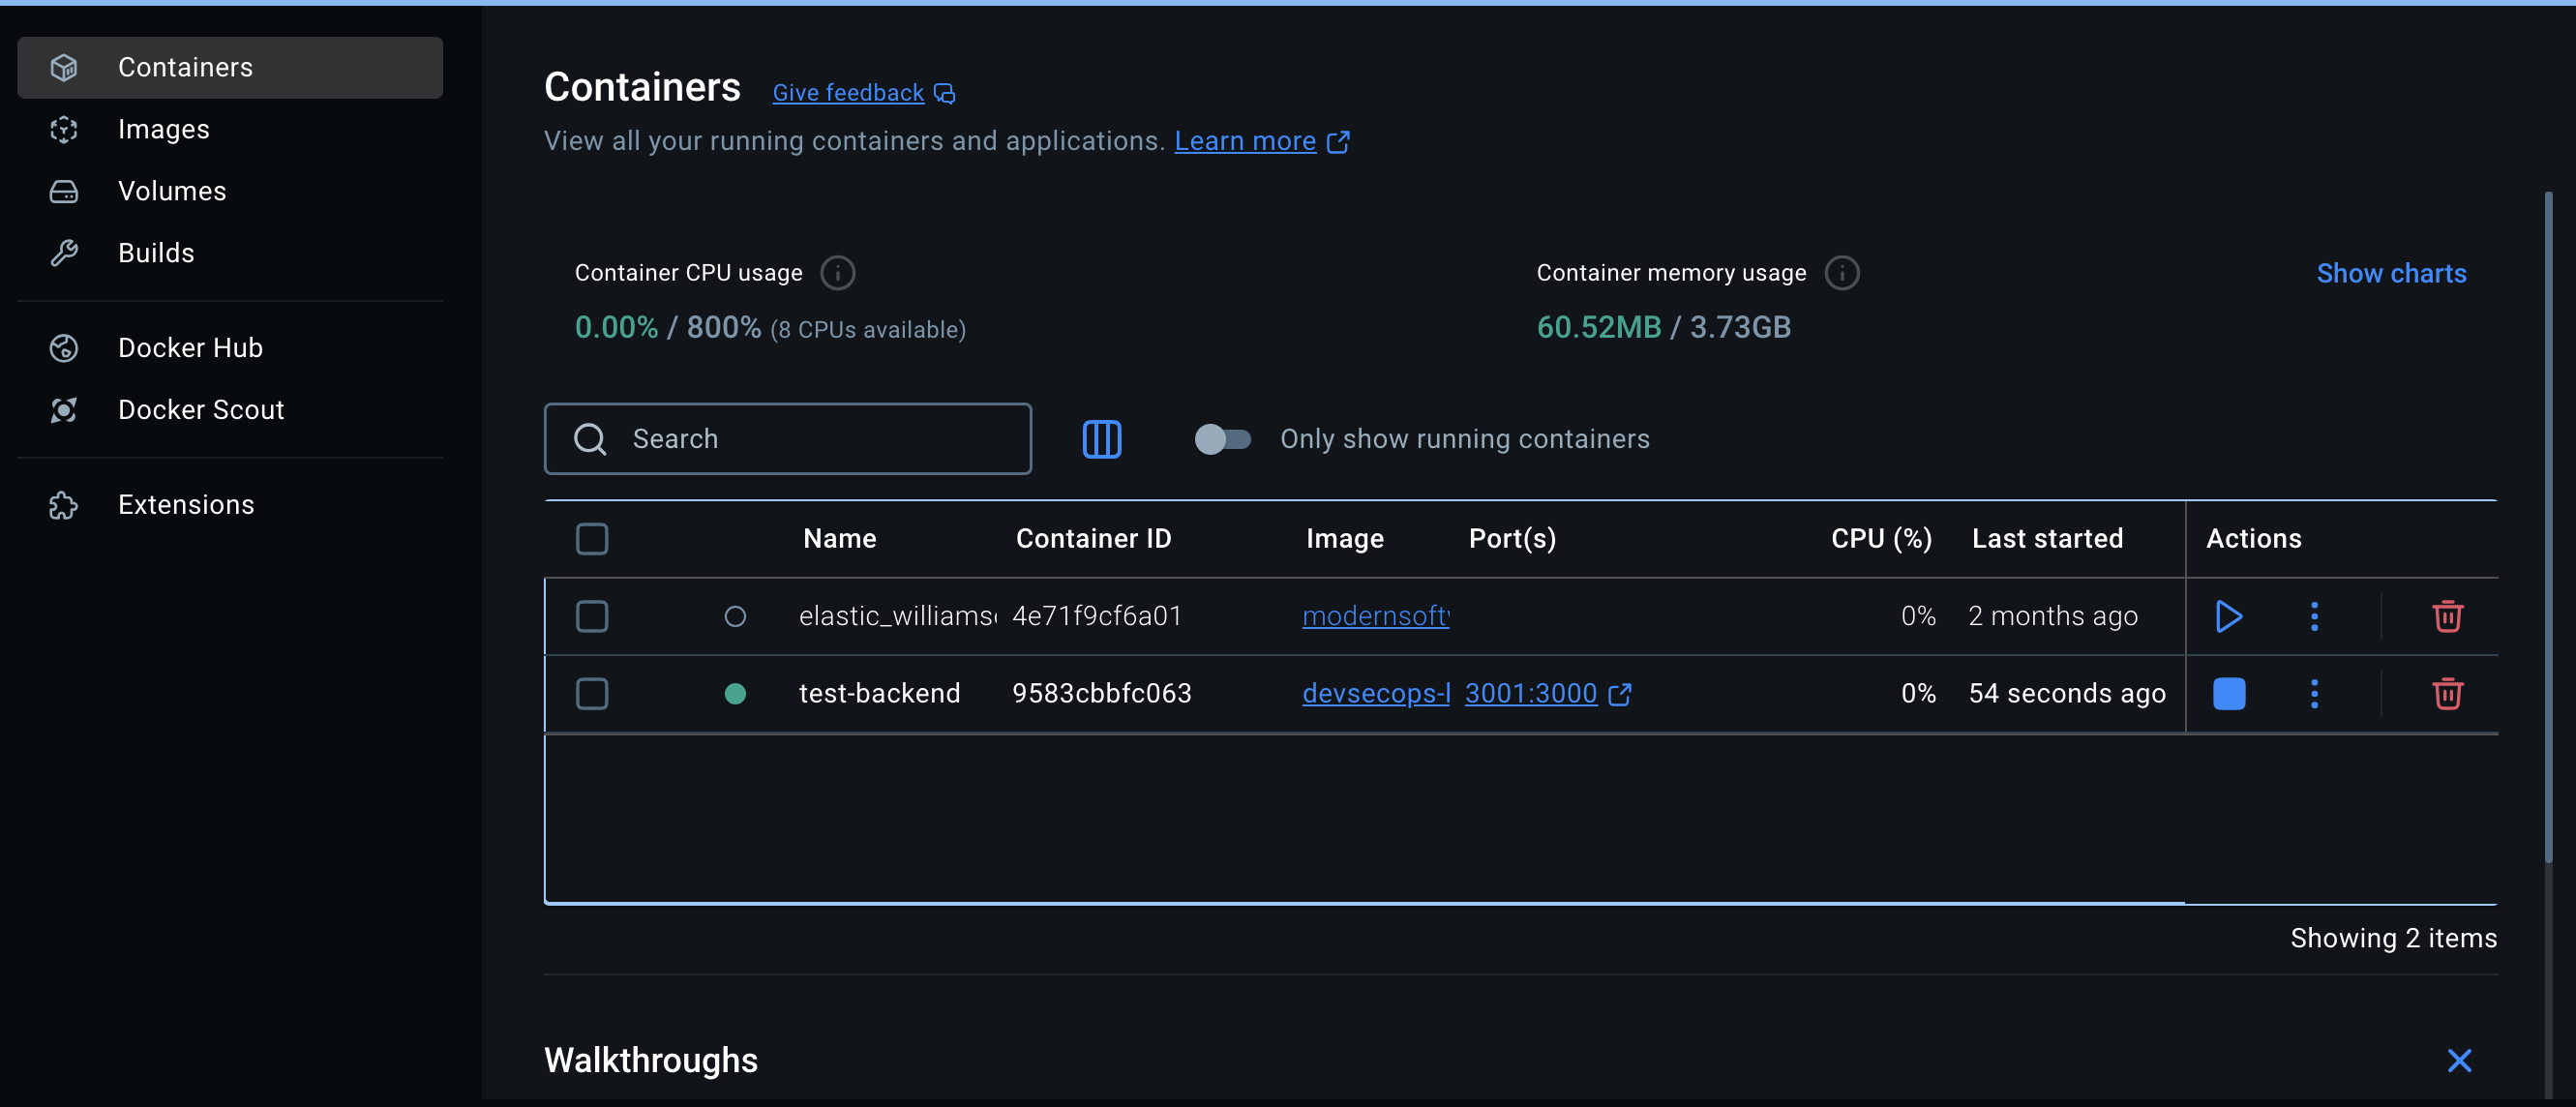 Containers
Images
Volumes
Builds
Docker Hub
Docker Scout
Extensions
Containers Give feedback
View all your running containers and applications. Learn more
Container CPU usage
0.00% / 800% (8 CPUs available)
Container memory usage
60.52MB / 3.73GB
Show charts
Search
Only show running containers
Name Container ID Image Port(s) CPU (%) Last started Actions
elastic_williams 4e71f9cf6a01 modernsoft 0% 2 months ago
test-backend 9583cbbfc063 devsecops- 3001:3000 0% 54 seconds ago
Showing 2 items
Walkthroughs